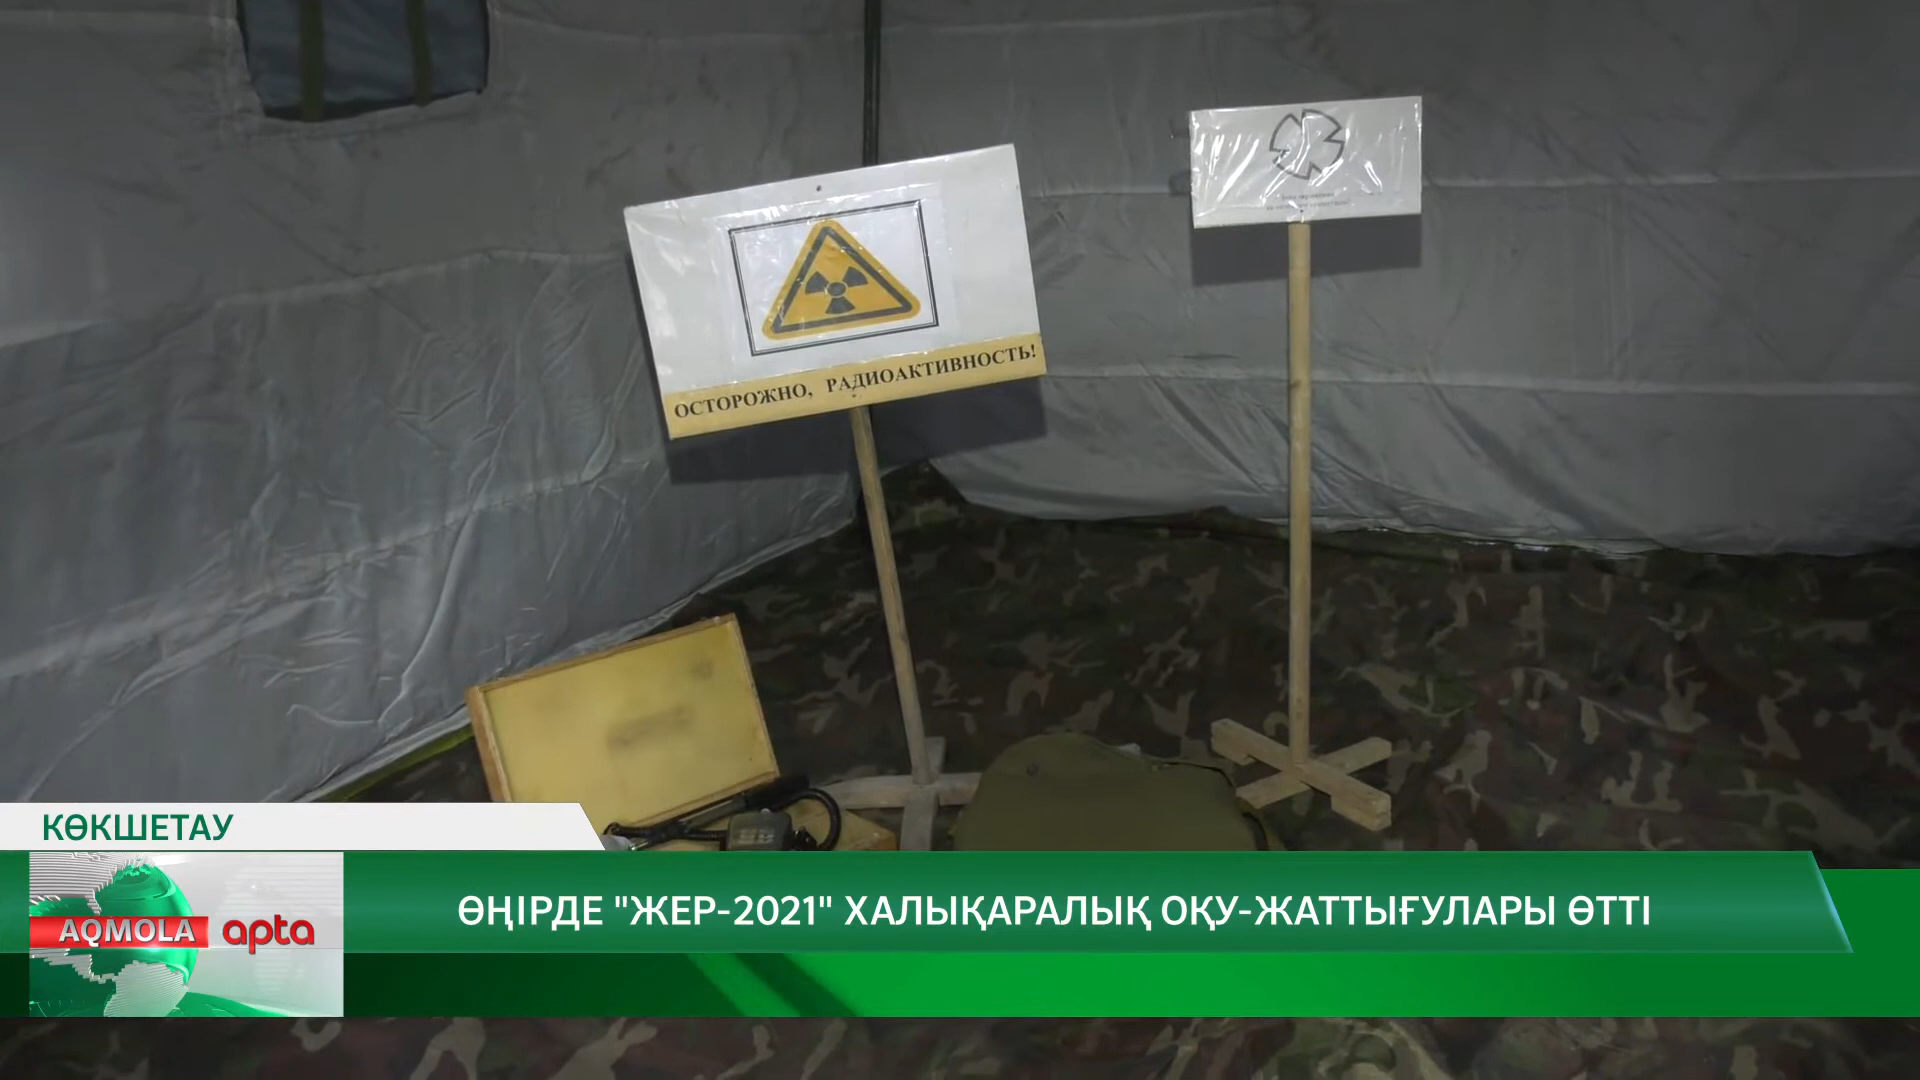 ОСТОРОЖНО, РАДИОАКТИВНОСТЬ!
КӨКШЕТАУ
AQMOLA apta
ӨҢІРДЕ "ЖЕР-2021" ХАЛЫҚАРАЛЫҚ ОҚУ-ЖАТТЫҒУЛАРЫ ӨТТІ